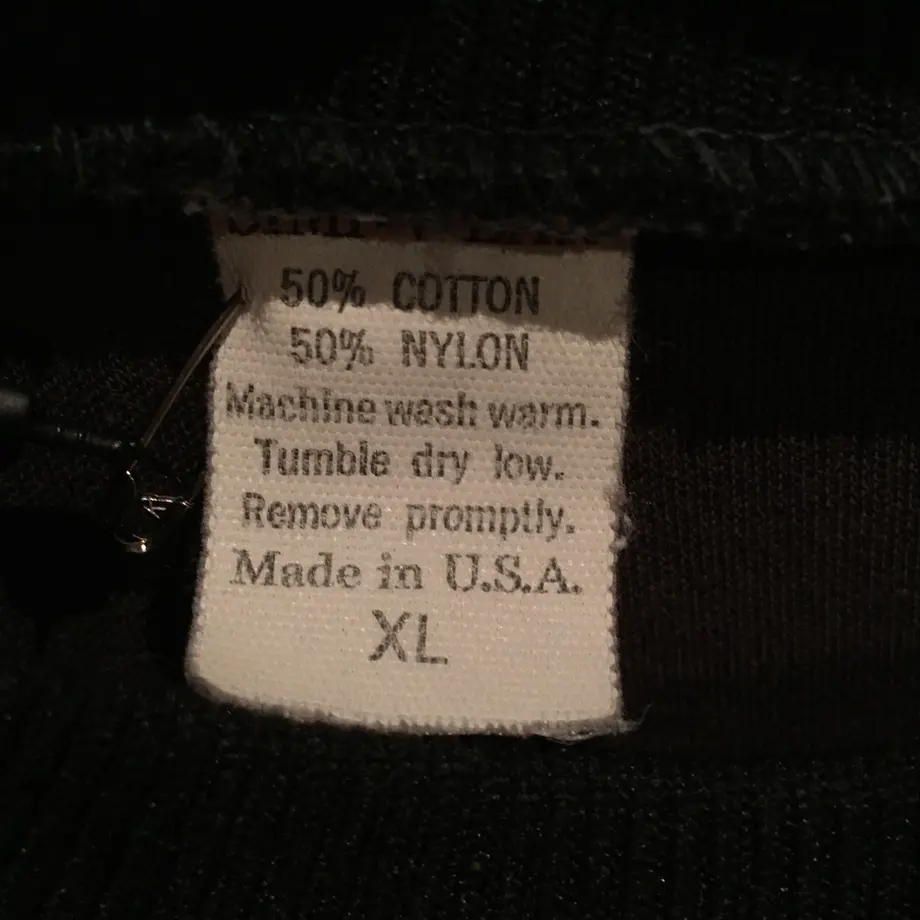 50% COTTON
50% NYLON
Machine wash warm.
Tumble dry low.
Remove promptly.
Made in U.S.A.
XL